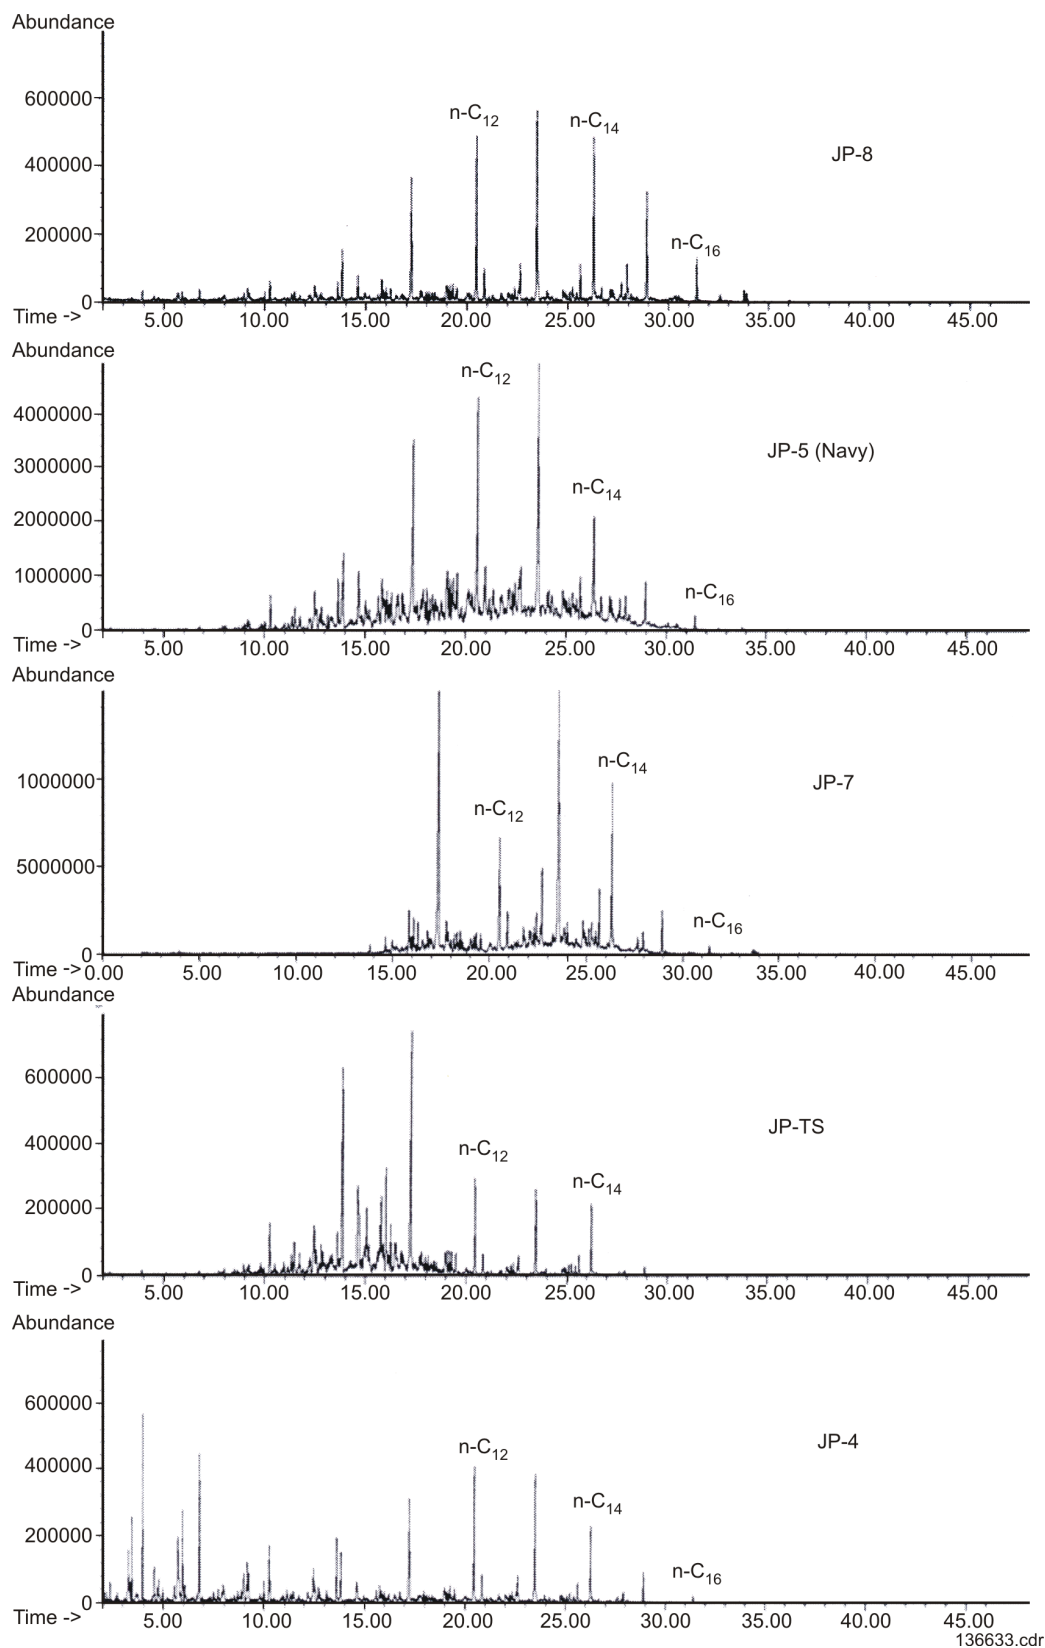 Abundance
600000
400000
200000
0
n-C12
n-C14
n-C16
JP-8
Time -> 5.00 10.00 15.00 20.00 25.00 30.00 35.00 40.00 45.00
Abundance
4000000
3000000
2000000
1000000
0
n-C12
n-C14
n-C16
JP-5 (Navy)
Time -> 5.00 10.00 15.00 20.00 25.00 30.00 35.00 40.00 45.00
Abundance
1000000
5000000
0
n-C12
n-C14
n-C16
JP-7
Time -> 0.00 5.00 10.00 15.00 20.00 25.00 30.00 35.00 40.00 45.00
Abundance
600000
400000
200000
0
n-C12
n-C14
JP-TS
Time -> 5.00 10.00 15.00 20.00 25.00 30.00 35.00 40.00 45.00
Abundance
600000
400000
200000
0
n-C12
n-C14
n-C16
JP-4
Time -> 5.00 10.00 15.00 20.00 25.00 30.00 35.00 40.00 45.00
136633.cdr